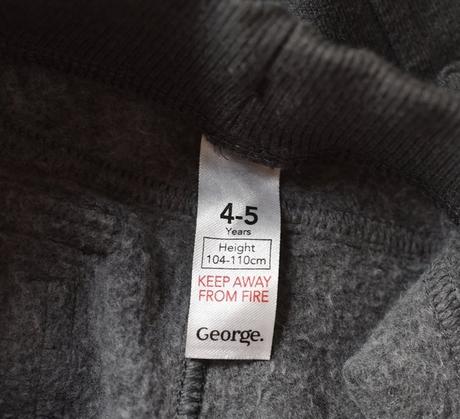 4-5
Years
Height
104-110cm
KEEP AWAY
FROM FIRE
George.